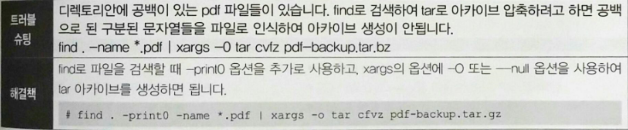 트러블
슈팅
디렉토리안에 공백이 있는 pdf 파일들이 있습니다. find로 검색하여 tar로 아카이브 압축하려고 하면 공백
으로 된 구분된 문자열들을 파일로 인식하여 아카이브 생성이 안됩니다.
find . -name *.pdf | xargs -0 tar cvfz pdf-backup.tar.bz
해결책
find로 파일을 검색할 때 -print0 옵션을 추가로 사용하고, xargs의 옵션에 -O 또는 --null 옵션을 사용하여
tar 아카이브를 생성하면 됩니다.
# find . -print0 -name *.pdf | xargs -o tar cfvz pdf-backup.tar.gz